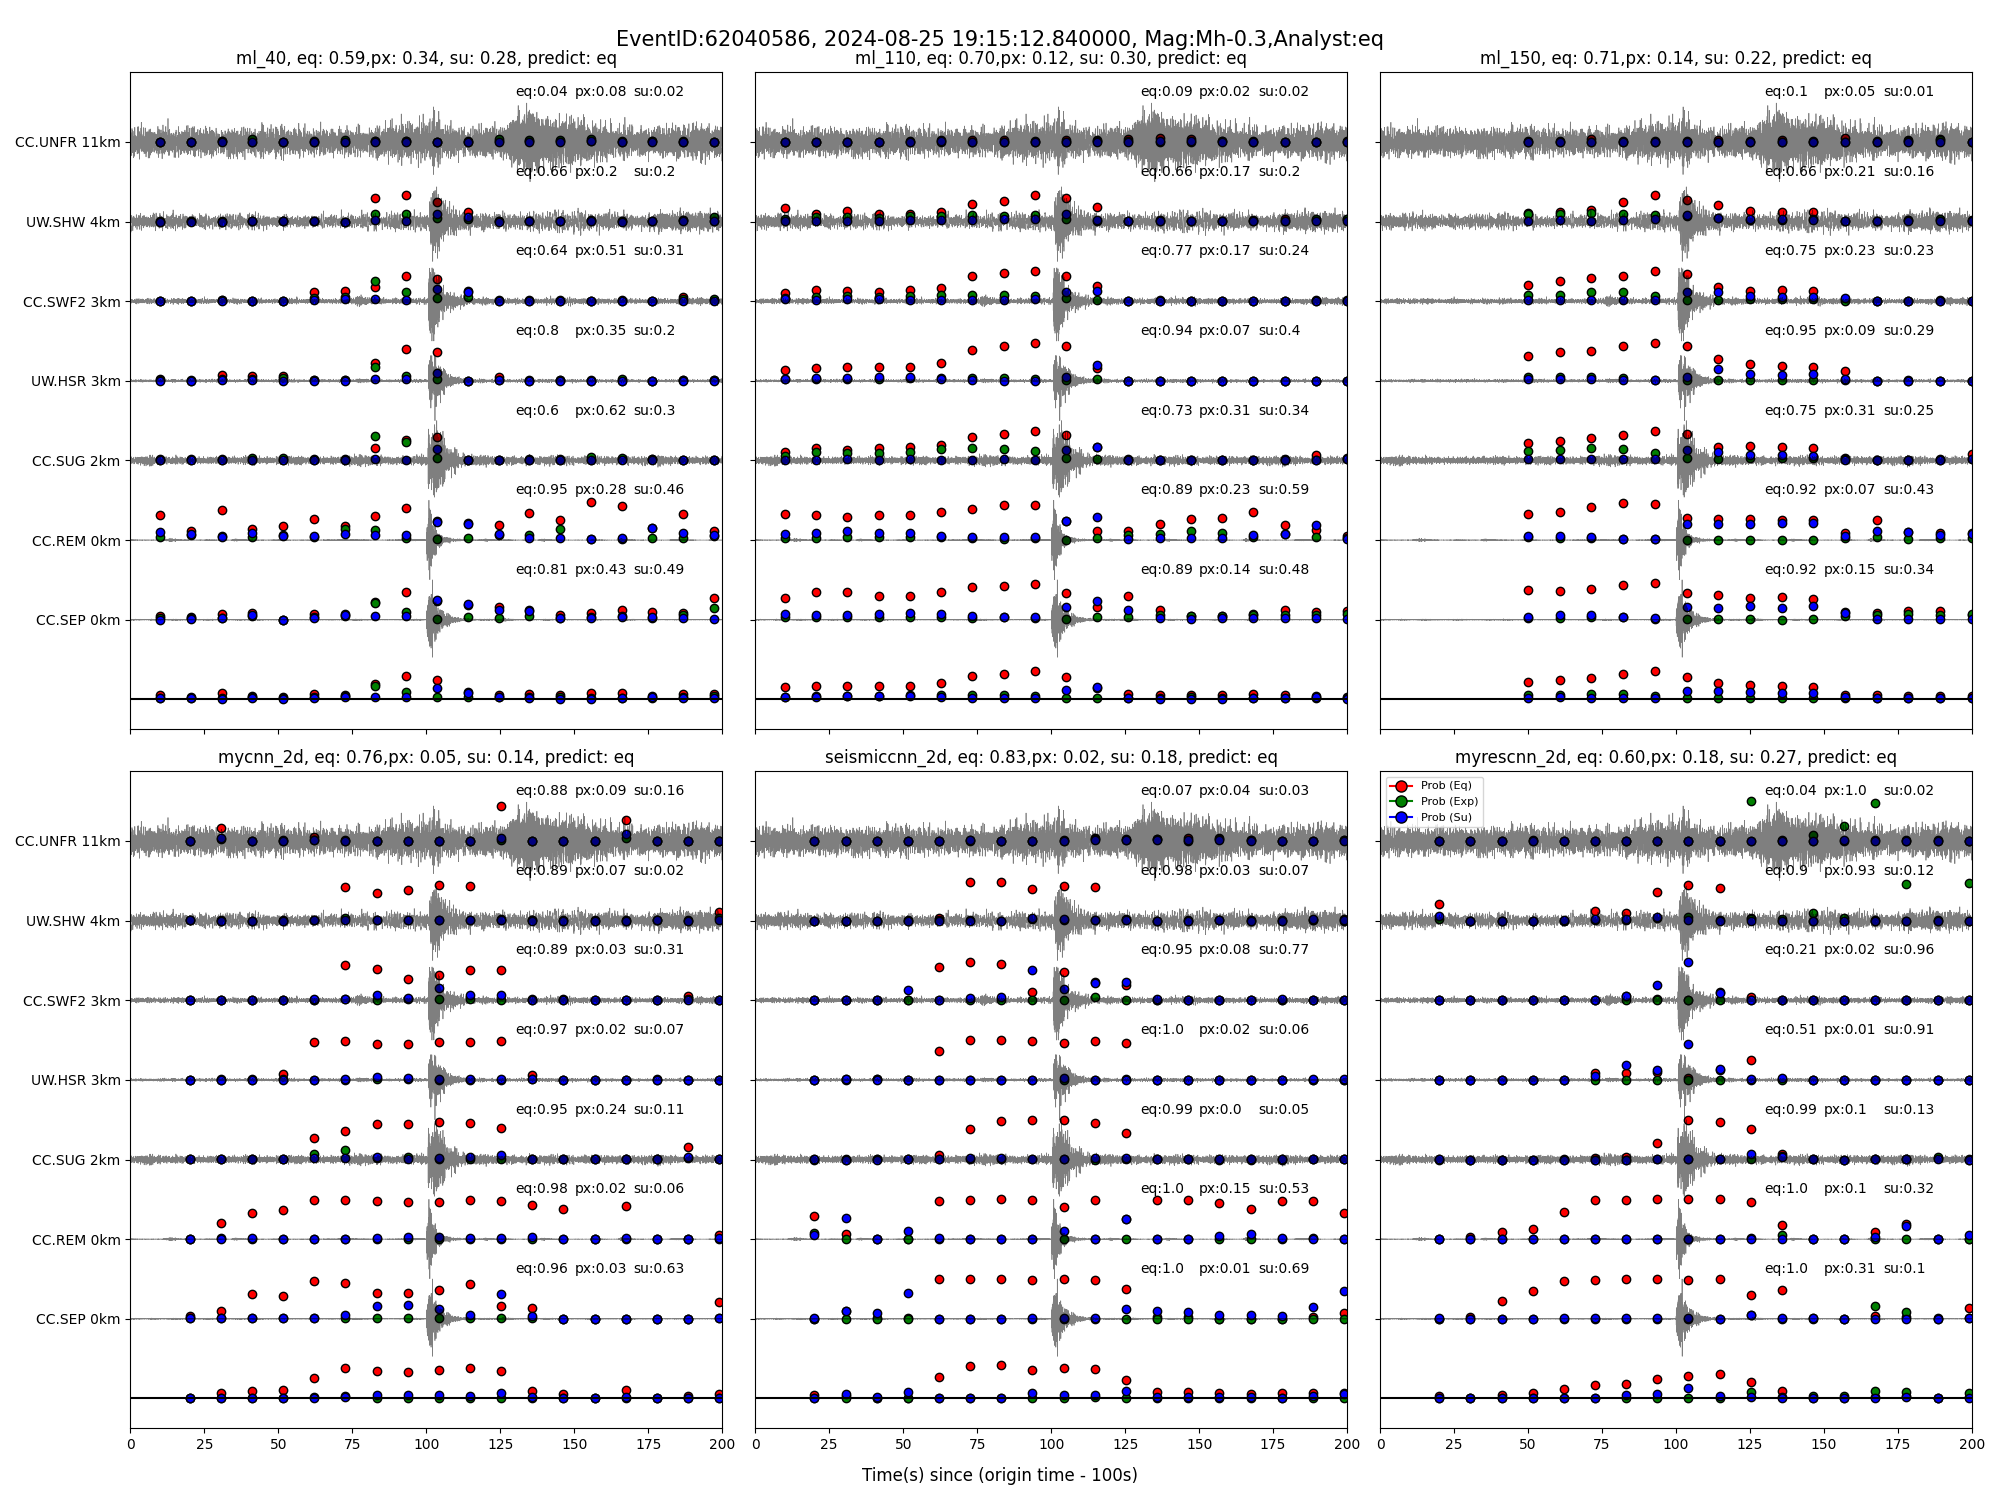 EventID:62040586, 2024-08-25 19:15:12.840000, Mag:Mh-0.3,Analyst:eq
ml_40, eq: 0.59,px: 0.34, su: 0.28, predict: eq
CC.UNFR 11km
eq:0.04 px:0.08 su:0.02
UW.SHW 4km
eq:0.66 px:0.2 su:0.2
CC.SWF2 3km
eq:0.64 px:0.51 su:0.31
UW.HSR 3km
eq:0.8 px:0.35 su:0.2
CC.SUG 2km
eq:0.6 px:0.62 su:0.3
CC.REM 0km
eq:0.95 px:0.28 su:0.46
CC.SEP 0km
eq:0.81 px:0.43 su:0.49
ml_110, eq: 0.70,px: 0.12, su: 0.30, predict: eq
eq:0.09 px:0.02 su:0.02
eq:0.66 px:0.17 su:0.2
eq:0.77 px:0.17 su:0.24
eq:0.94 px:0.07 su:0.4
eq:0.73 px:0.31 su:0.34
eq:0.89 px:0.23 su:0.59
eq:0.89 px:0.14 su:0.48
ml_150, eq: 0.71,px: 0.14, su: 0.22, predict: eq
eq:0.1 px:0.05 su:0.01
eq:0.66 px:0.21 su:0.16
eq:0.75 px:0.23 su:0.23
eq:0.95 px:0.09 su:0.29
eq:0.75 px:0.31 su:0.25
eq:0.92 px:0.07 su:0.43
eq:0.92 px:0.15 su:0.34
mycnn_2d, eq: 0.76,px: 0.05, su: 0.14, predict: eq
CC.UNFR 11km
eq:0.88 px:0.09 su:0.16
UW.SHW 4km
eq:0.89 px:0.07 su:0.02
CC.SWF2 3km
eq:0.89 px:0.03 su:0.31
UW.HSR 3km
eq:0.97 px:0.02 su:0.07
CC.SUG 2km
eq:0.95 px:0.24 su:0.11
CC.REM 0km
eq:0.98 px:0.02 su:0.06
CC.SEP 0km
eq:0.96 px:0.03 su:0.63
0 25 50 75 100 125 150 175 200
seismiccnn_2d, eq: 0.83,px: 0.02, su: 0.18, predict: eq
eq:0.07 px:0.04 su:0.03
eq:0.98 px:0.03 su:0.07
eq:0.95 px:0.08 su:0.77
eq:1.0 px:0.02 su:0.06
eq:0.99 px:0.0 su:0.05
eq:1.0 px:0.15 su:0.53
eq:1.0 px:0.01 su:0.69
0 25 50 75 100 125 150 175 200
myrescnn_2d, eq: 0.60,px: 0.18, su: 0.27, predict: eq
Prob (Eq)
Prob (Exp)
Prob (Su)
eq:0.04 px:1.0 su:0.02
eq:0.9 px:0.93 su:0.12
eq:0.21 px:0.02 su:0.96
eq:0.51 px:0.01 su:0.91
eq:0.99 px:0.1 su:0.13
eq:1.0 px:0.1 su:0.32
eq:1.0 px:0.31 su:0.1
0 25 50 75 100 125 150 175 200
Time(s) since (origin time - 100s)